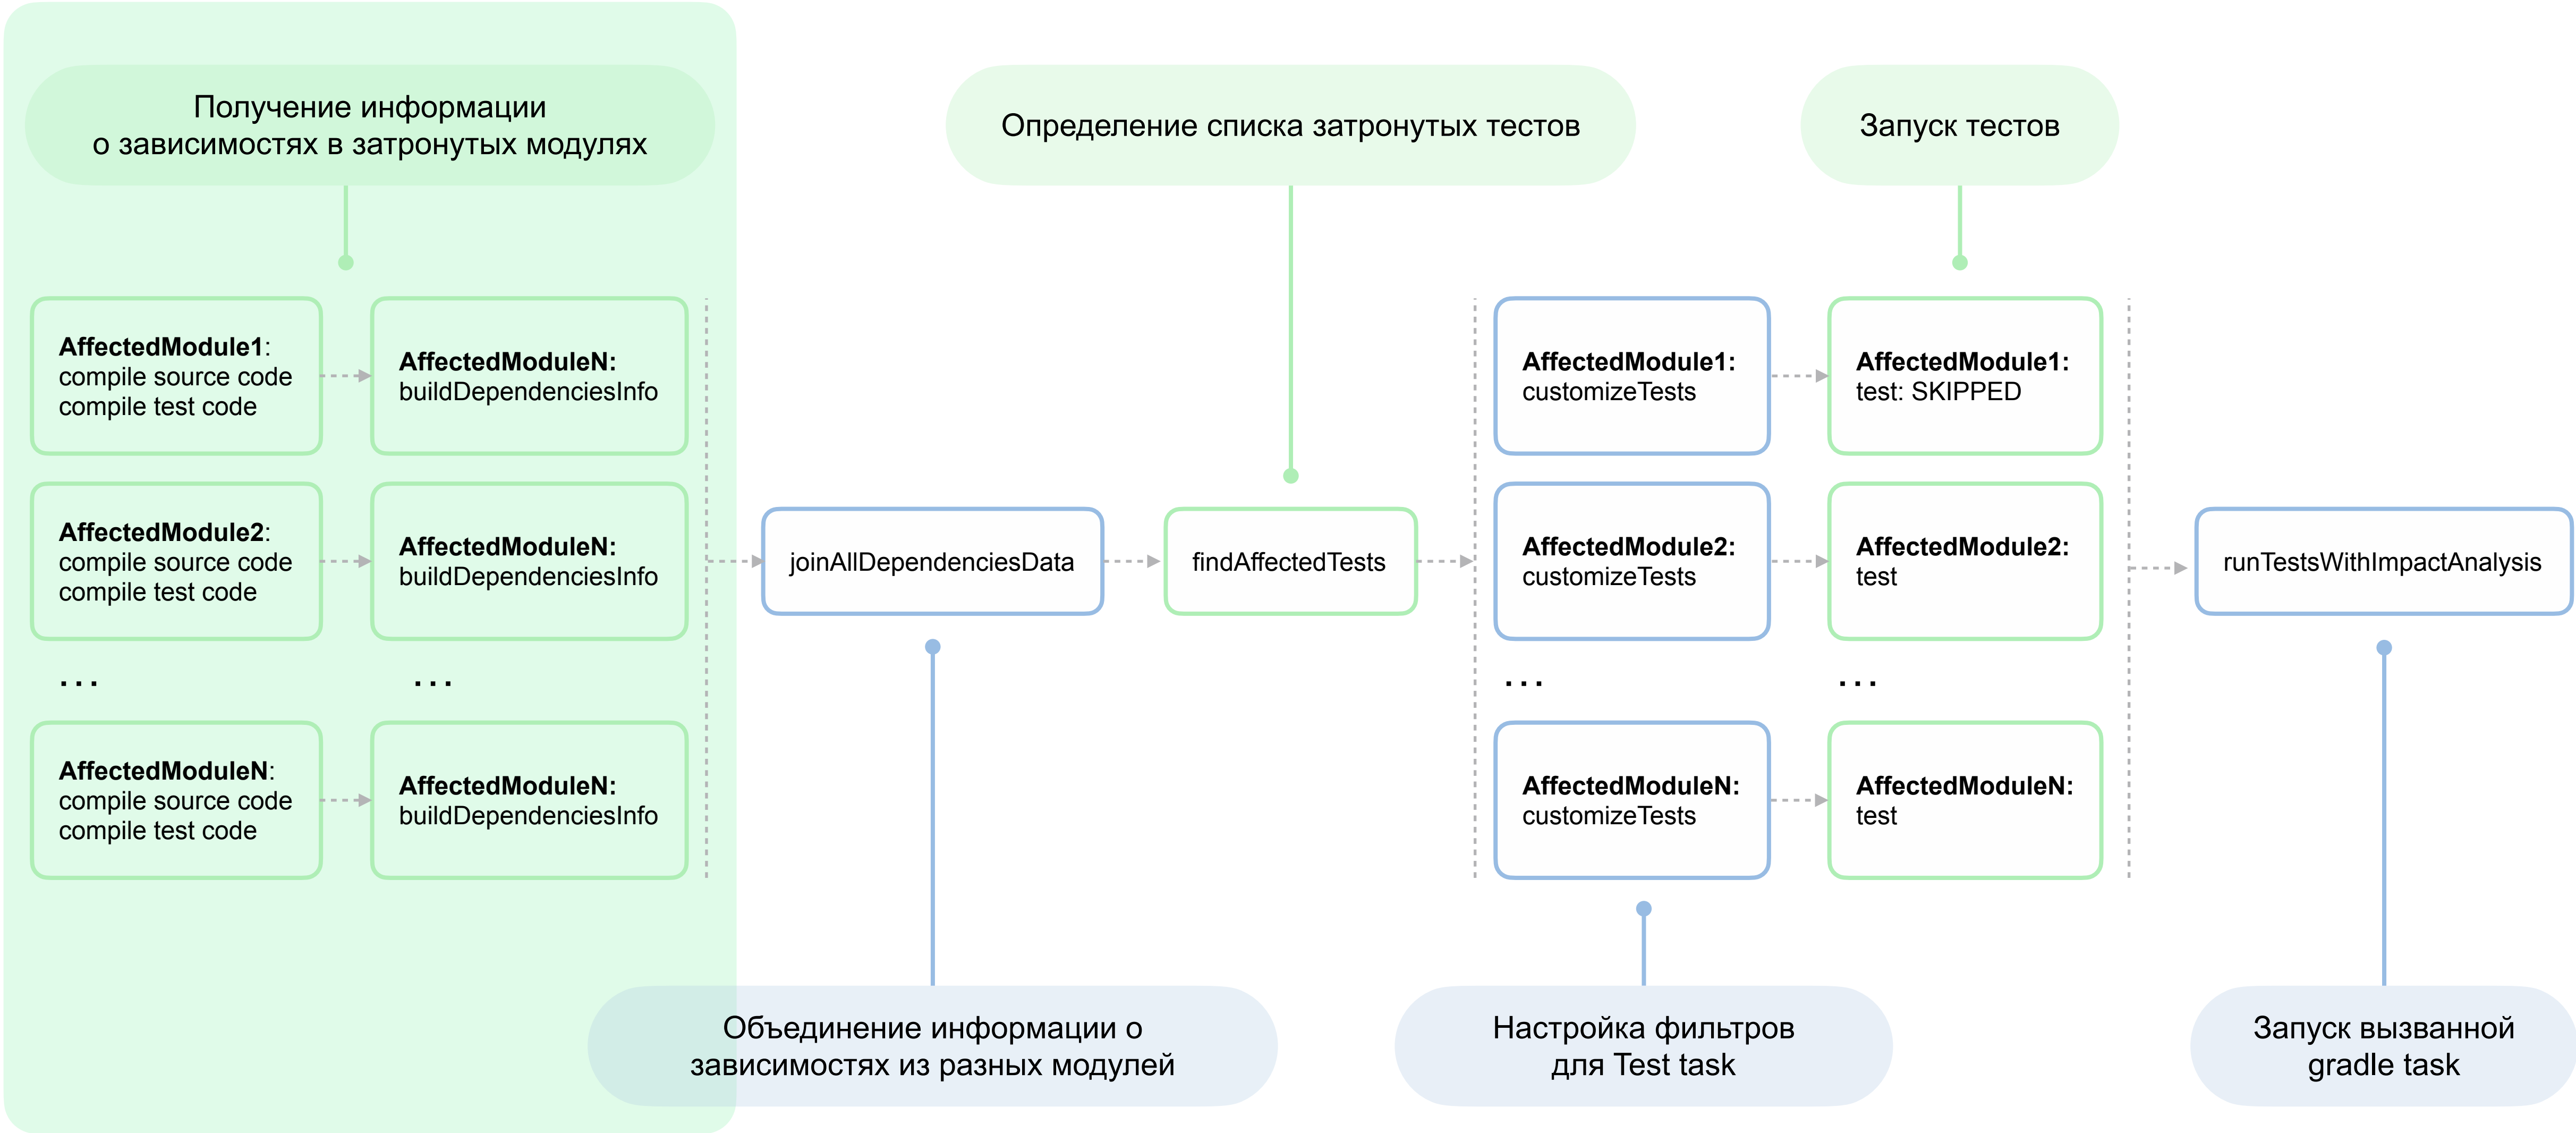 Получение информации
о зависимостях в затронутых модулях
Определение списка затронутых тестов
Запуск тестов
AffectedModule1:
compile source code
compile test code
AffectedModuleN:
buildDependenciesInfo
AffectedModule2:
compile source code
compile test code
AffectedModuleN:
buildDependenciesInfo
...
...
AffectedModuleN:
compile source code
compile test code
AffectedModuleN:
buildDependenciesInfo
joinAllDependenciesData
findAffectedTests
AffectedModule1:
customizeTests
AffectedModule1:
test: SKIPPED
AffectedModule2:
customizeTests
AffectedModule2:
test
...
...
AffectedModuleN:
customizeTests
AffectedModuleN:
test
runTestsWithImpactAnalysis
Объединение информации о
зависимостях из разных модулей
Настройка фильтров
для Test task
Запуск вызванной
gradle task